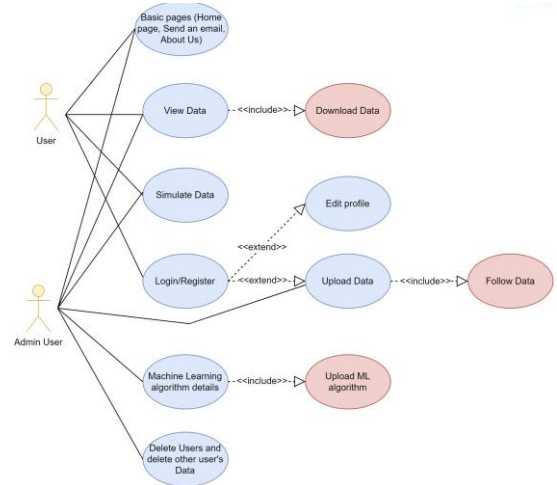 Basic pages (Home
page, Send an email,
About Us)
User
View Data
<<include>>
Download Data
Simulate Data
Edit profile
<<extend>>
Login/Register
<<extend>>
Upload Data
<<include>>
Follow Data
Admin User
Machine Learning
algorithm details
<<include>>
Upload ML
algorithm
Delete Users and
delete other user's
Data